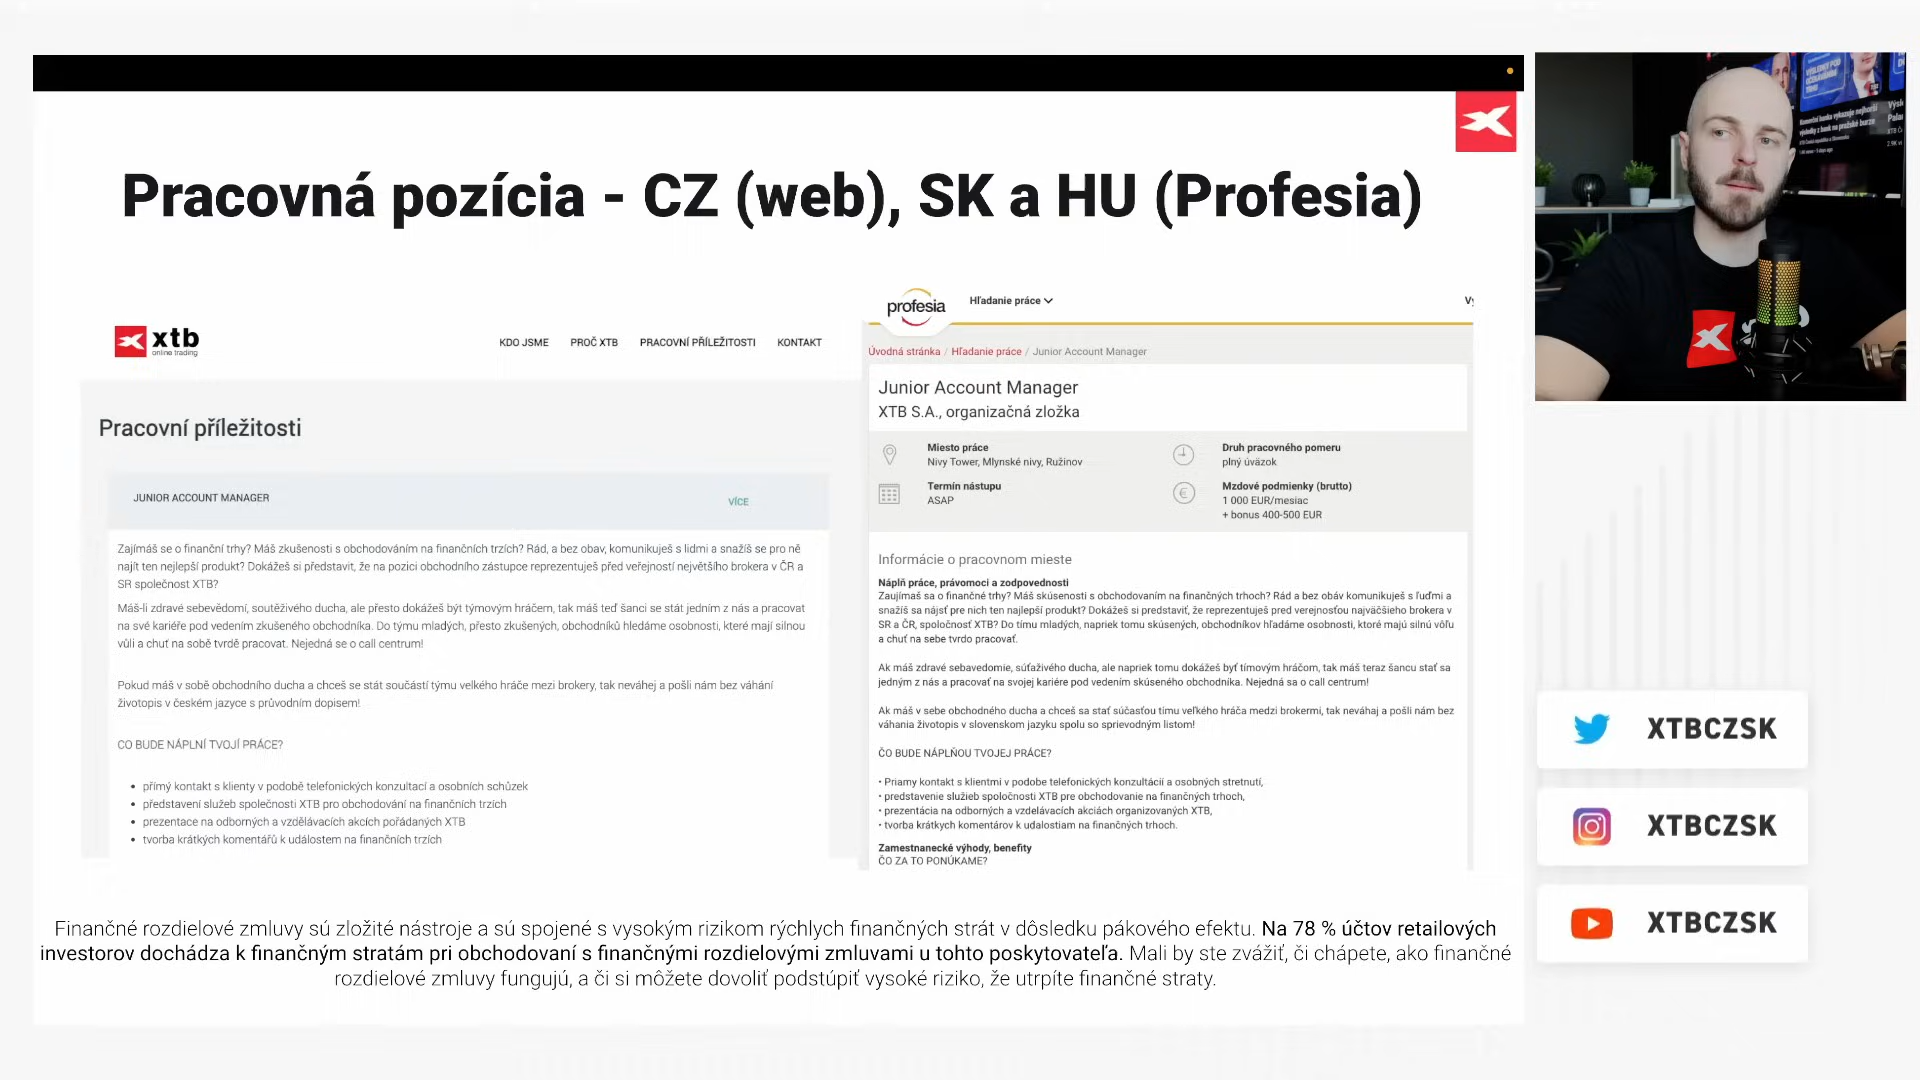 Pracovná pozícia - CZ (web), SK a HU (Profesia)
xtb
online trading
KDO JSME
PROČ XTB
PRACOVNÍ PŘÍLEŽITOSTI
KONTAKT
Pracovní příležitosti
JUNIOR ACCOUNT MANAGER
VÍCE
Zajímáš se o finanční trhy? Máš zkušenosti s obchodováním na finančních trzích? Rád, a bez obav, komunikuješ s lidmi a snažíš se pro ně
najít ten nejlepší produkt? Dokážeš si představit, že na pozici obchodního zástupce reprezentuješ před veřejností největšího brokera v ČR a
SR společnost XTB?
Máš-li zdravé sebevědomí, soutěživého ducha, ale přesto dokážeš být týmovým hráčem, tak máš teď šanci se stát jedním z nás a pracovat
na své kariéře pod vedením zkušeného obchodníka. Do týmu mladých, přesto zkušených, obchodníků hledáme osobnosti, které mají silnou
vůli a chuť na sobě tvrdě pracovat. Nejedná se o call centrum!
Pokud máš v sobě obchodního ducha a chceš se stát součástí týmu velkého hráče mezi brokery, tak neváhej a pošli nám bez váhání
životopis v českém jazyce s průvodním dopisem!
CO BUDE NÁPLNÍ TVOJÍ PRÁCE?
• přímý kontakt s klienty v podobě telefonických konzultací a osobních schůzek
• představení služeb společnosti XTB pro obchodování na finančních trzích
• prezentace na odborných a vzdělávacích akcích pořádaných XTB
• tvorba krátkých komentářů k událostem na finančních trzích
profesia
Hľadanie práce
Vy
Úvodná stránka / Hľadanie práce / Junior Account Manager
Junior Account Manager
XTB S.A., organizačná zložka
Miesto práce
Nivy Tower, Mlynské nivy, Ružinov
Druh pracovného pomeru
plný úväzok
Termín nástupu
ASAP
Mzdové podmienky (brutto)
1 000 EUR/mesiac
+ bonus 400-500 EUR
Informácie o pracovnom mieste
Náplň práce, právomoci a zodpovednosti
Zaujímaš sa o finančné trhy? Máš skúsenosti s obchodovaním na finančných trhoch? Rád a bez obáv komunikuješ s ľuďmi a
snažíš sa nájsť pre nich ten najlepší produkt? Dokážeš si predstaviť, že reprezentuješ pred verejnosťou najväčšieho brokera v
SR a ČR, spoločnosť XTB? Do tímu mladých, napriek tomu skúsených, obchodníkov hľadáme osobnosti, ktoré majú silnú vôľu
a chuť na sebe tvrdo pracovať.
Ak máš zdravé sebavedomie, súťaživého ducha, ale napriek tomu dokážeš byť tímovým hráčom, tak máš teraz šancu stať sa
jedným z nás a pracovať na svojej kariére pod vedením skúseného obchodníka. Nejedná sa o call centrum!
Ak máš v sebe obchodného ducha a chceš sa stať súčasťou tímu veľkého hráča medzi brokermi, tak neváhaj a pošli nám bez
váhania životopis v slovenskom jazyku spolu so sprievodným listom!
ČO BUDE NÁPLŇOU TVOJEJ PRÁCE?
• Priamy kontakt s klientmi v podobe telefonických konzultácií a osobných stretnutí,
• predstavenie služieb spoločnosti XTB pre obchodovanie na finančných trhoch,
• prezentácia na odborných a vzdelávacích akciách organizovaných XTB,
• tvorba krátkych komentárov k udalostiam na finančných trhoch.
Zamestnanecké výhody, benefity
ČO ZA TO PONÚKAME?
Finančné rozdielové zmluvy sú zložité nástroje a sú spojené s vysokým rizikom rýchlych finančných strát v dôsledku pákového efektu. Na 78 % účtov retailových
investorov dochádza k finančným stratám pri obchodovaní s finančnými rozdielovými zmluvami u tohto poskytovateľa. Mali by ste zvážiť, či chápete, ako finančné
rozdielové zmluvy fungujú, a či si môžete dovoliť podstúpiť vysoké riziko, že utrpíte finančné straty.
XTBCZSK
XTBCZSK
XTBCZSK